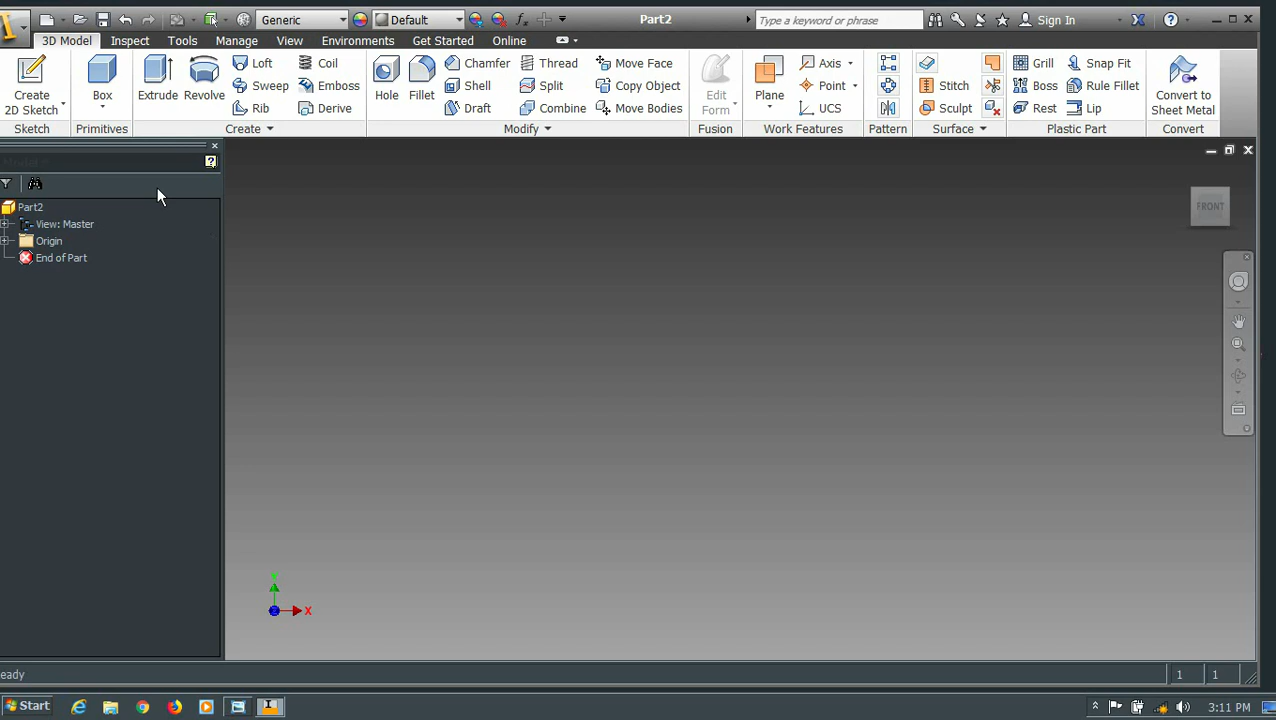 Generic Default Part2 Type a keyword or phrase Sign In
3D Model Inspect Tools Manage View Environments Get Started Online
Create 2D Sketch
Box
Extrude
Revolve
Loft
Sweep
Rib
Coil
Emboss
Derive
Hole
Fillet
Chamfer
Shell
Draft
Thread
Split
Combine
Move Face
Copy Object
Move Bodies
Edit Form
Plane
Axis
Point
UCS
Stitch
Sculpt
Grill
Boss
Rest
Snap Fit
Rule Fillet
Lip
Convert to Sheet Metal
Sketch Primitives Create Modify Fusion Work Features Pattern Surface Plastic Part Convert
Part2
View: Master
Origin
End of Part
FRONT
X
eady 1 1
Start 3:11 PM